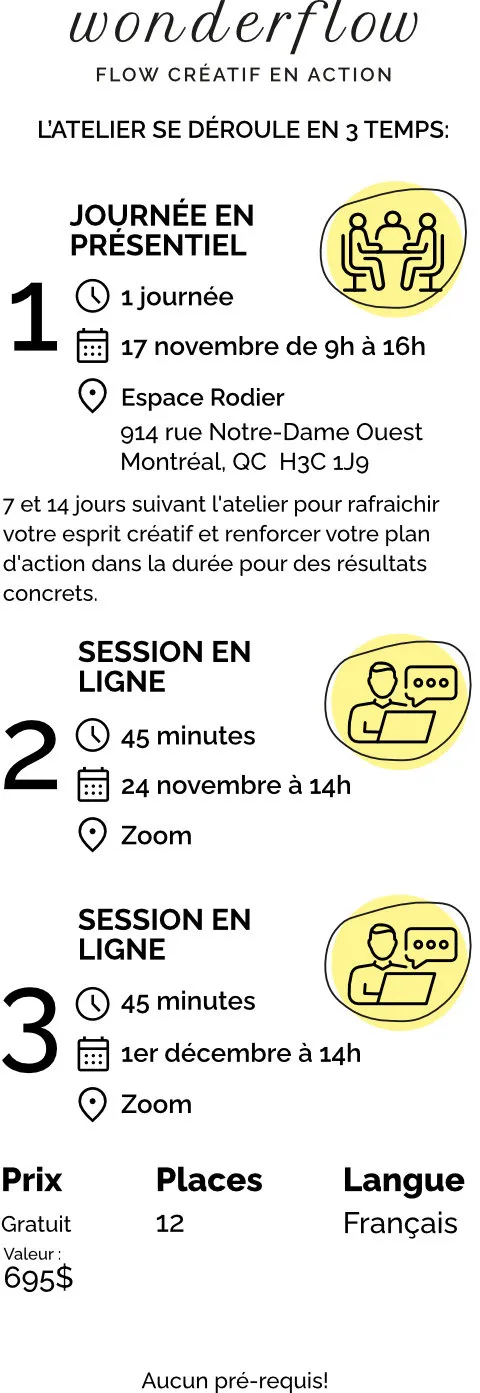 wonderflow
FLOW CRÉATIF EN ACTION
L'ATELIER SE DÉROULE EN 3 TEMPS:
JOURNÉE EN
PRÉSENTIEL
1
1 journée
17 novembre de 9h à 16h
Espace Rodier
914 rue Notre-Dame Ouest
Montréal, QC H3C 1J9
7 et 14 jours suivant l'atelier pour rafraichir
votre esprit créatif et renforcer votre plan
d'action dans la durée pour des résultats
concrets.
SESSION EN
LIGNE
2
45 minutes
24 novembre à 14h
Zoom
SESSION EN
LIGNE
3
45 minutes
1er décembre à 14h
Zoom
Prix Places Langue
Gratuit 12 Français
Valeur :
695$
Aucun pré-requis!